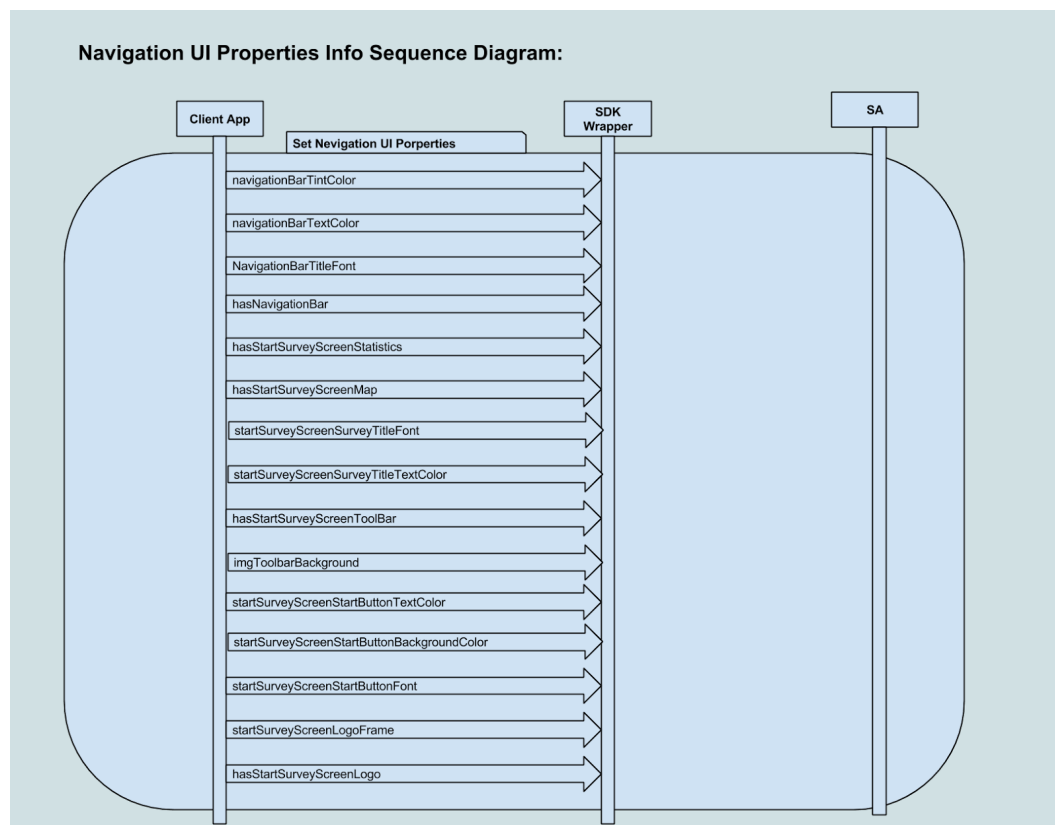 Navigation UI Properties Info Sequence Diagram:
Client App
SDK
Wrapper
SA
Set Nevigation UI Porperties
navigationBarTintColor
navigationBarTextColor
NavigationBarTitleFont
hasNavigationBar
hasStartSurveyScreenStatistics
hasStartSurveyScreenMap
startSurveyScreenSurveyTitleFont
startSurveyScreenSurveyTitleTextColor
hasStartSurveyScreenToolBar
imgToolbarBackground
startSurveyScreenStartButtonTextColor
startSurveyScreenStartButtonBackgroundColor
startSurveyScreenStartButtonFont
startSurveyScreenLogoFrame
hasStartSurveyScreenLogo